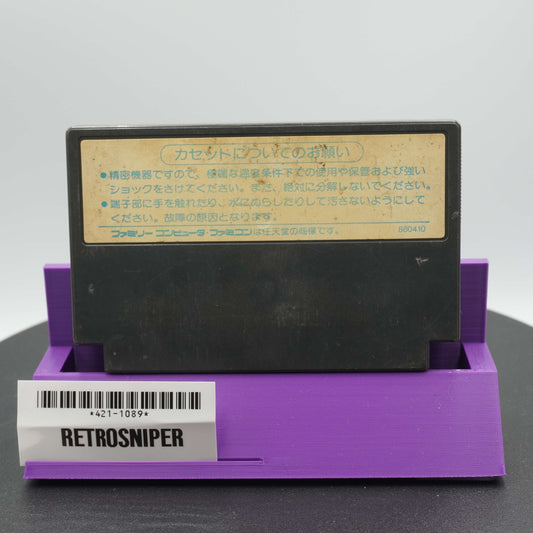 カセットについてのお願い
●精密機器ですので、極端な温度条件下での使用や保管および強い
ショックをさけてください。また、絶対に分解しないでください。
●端子部に手を触れたり、水にぬらしたりして汚さないようにして
ください。故障の原因となります。
ファミリーコンピュータ・ファミコンは任天堂の商標です。
860410
*421-1089*
RETROSNIPER